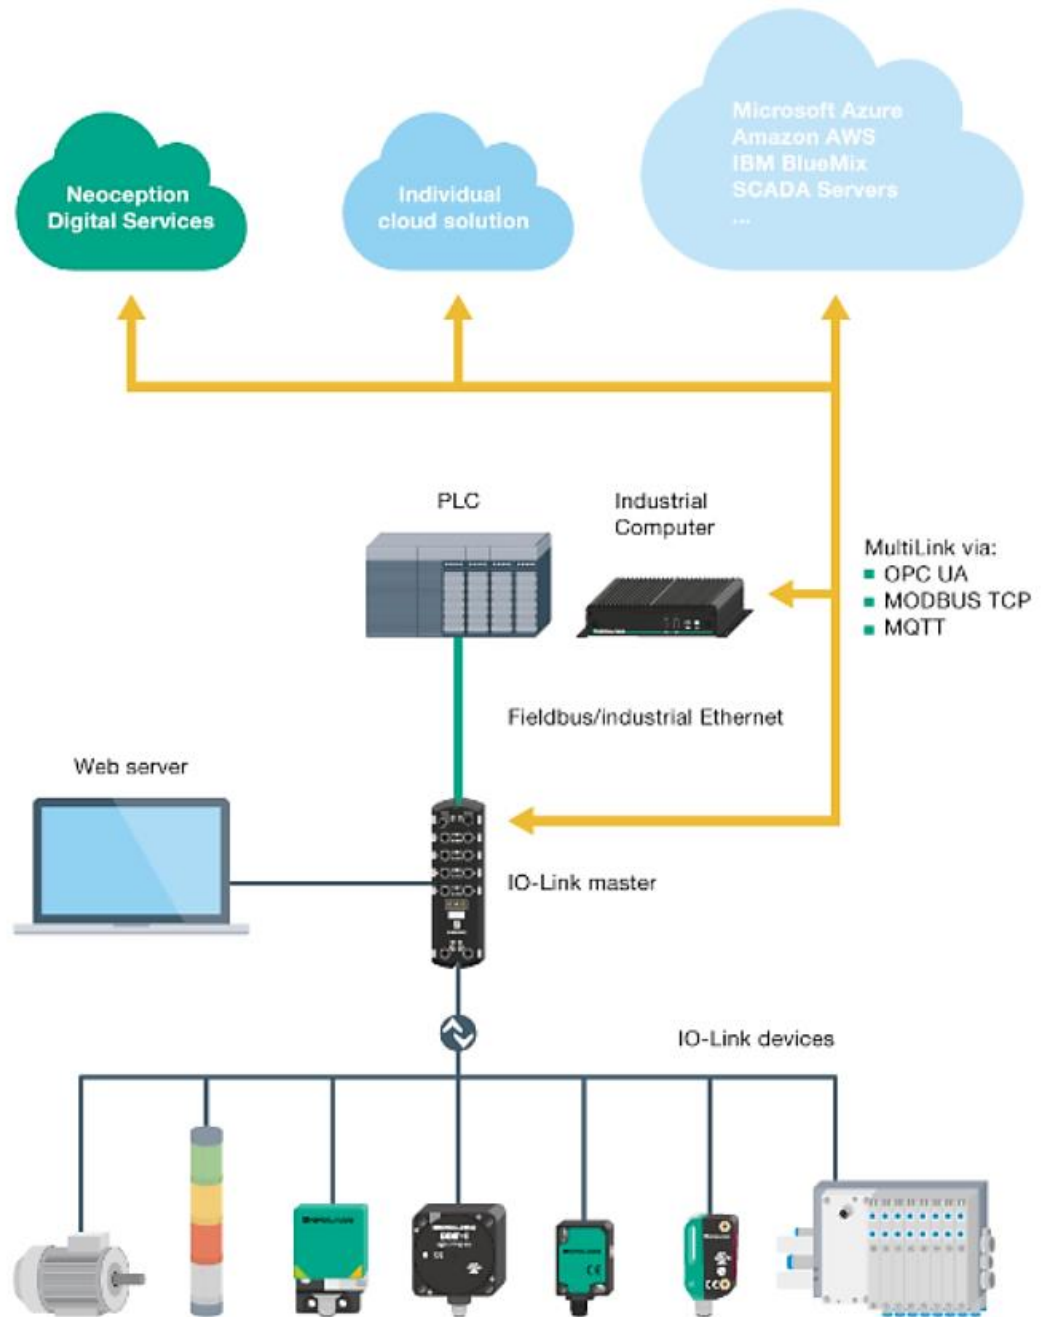 Microsoft Azure
Amazon AWS
IBM BlueMix
SCADA Servers
...
Neoception
Digital Services
Individual
cloud solution
PLC
Industrial
Computer
MultiLink via:
OPC UA
MODBUS TCP
MQTT
Fieldbus/industrial Ethernet
Web server
IO-Link master
IO-Link devices